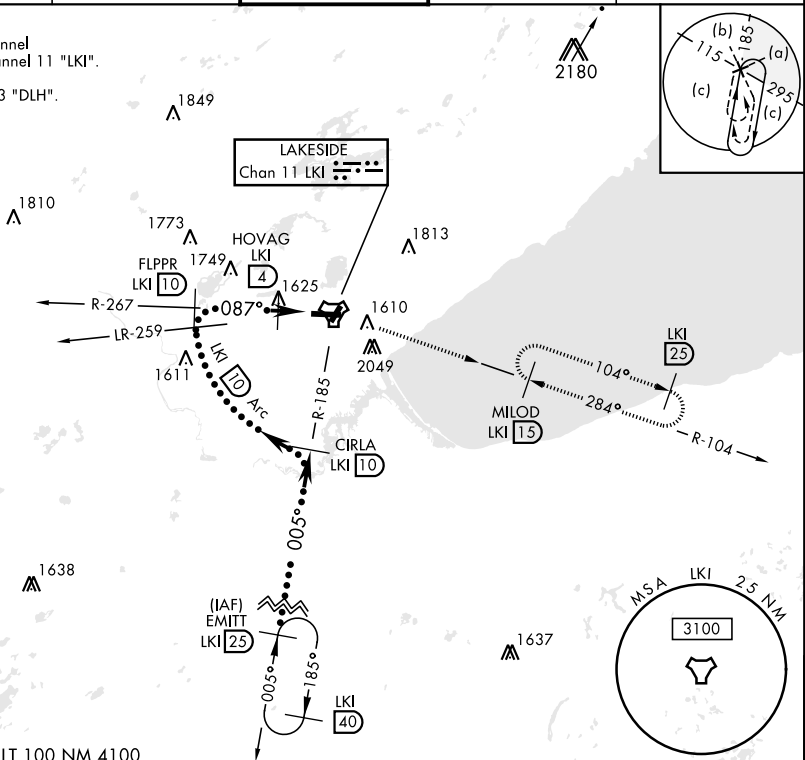 nnel
annel 11 "LKI".
3 "DLH".
2180
(b)
185
(a)
115
295
(c)
(c)
1849
LAKESIDE
Chan 11 LKI
1810
1773
1749
HOVAG
LKI
4
1813
FLPPR
LKI 10
1625
R-267
087°
1610
LR-259
LKI 10 Arc
1611
2049
R-185
LKI
25
104°
284°
MILOD
LKI 15
R-104
CIRLA
LKI 10
005°
1638
(IAF)
EMITT
LKI 25
005°
185°
LKI
40
1637
MSA LKI 25 NM
3100
LT 100 NM 4100